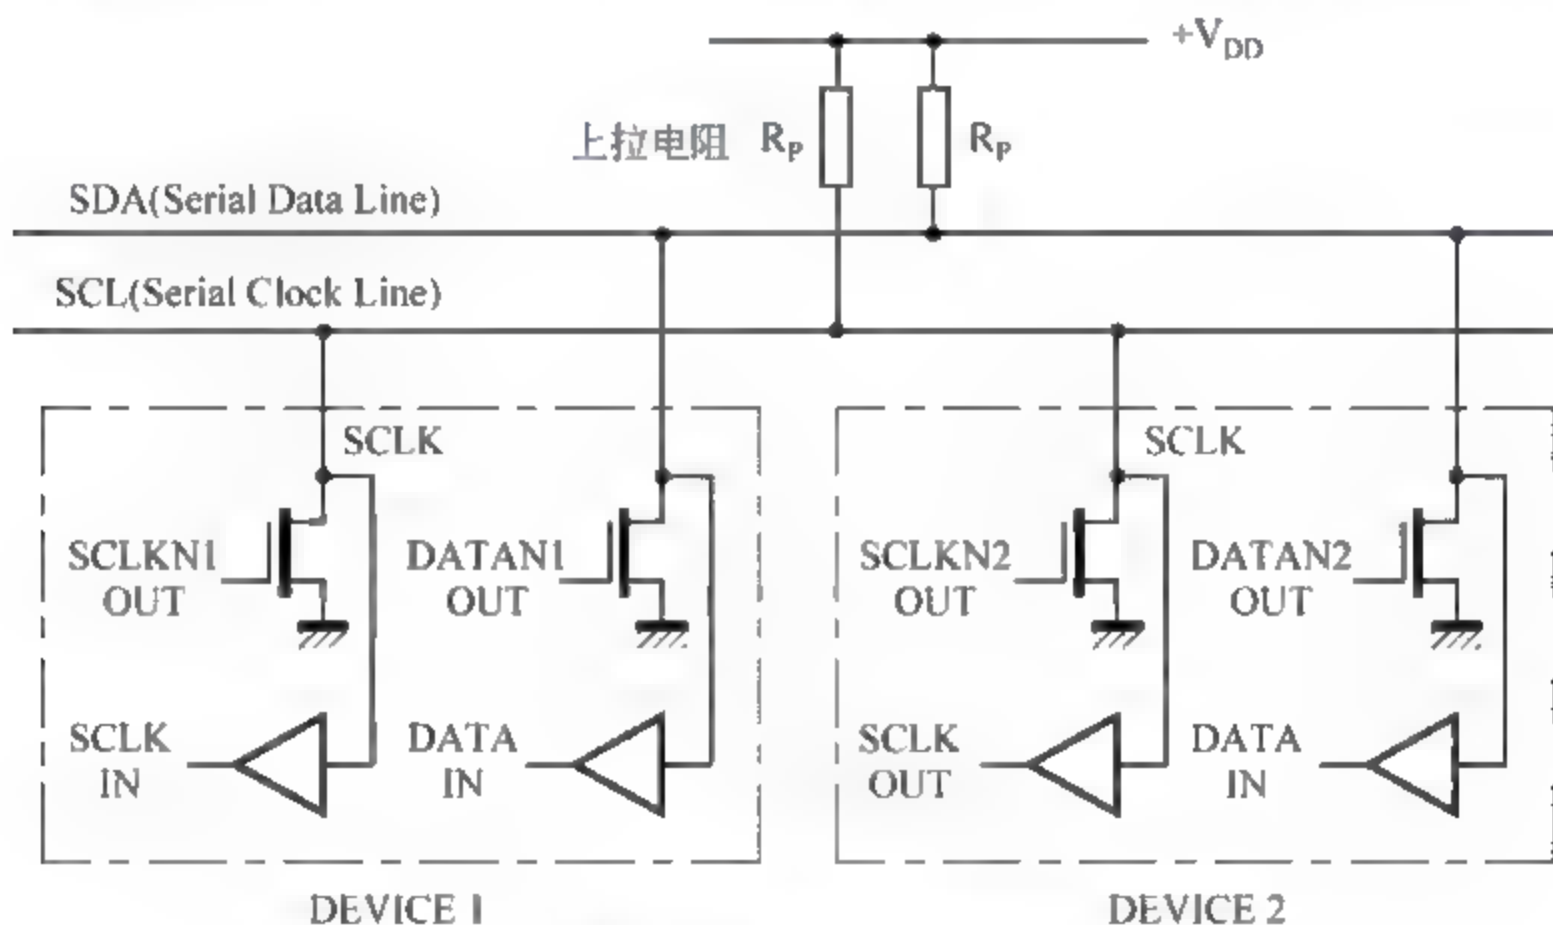 +VDD
上拉电阻 RP RP
SDA(Serial Data Line)
SCL(Serial Clock Line)
SCLK SCLK
SCLKN1 DATAN1 SCLKN2 DATAN2
OUT OUT OUT OUT
SCLK DATA SCLK DATA
IN IN OUT IN
DEVICE 1 DEVICE 2